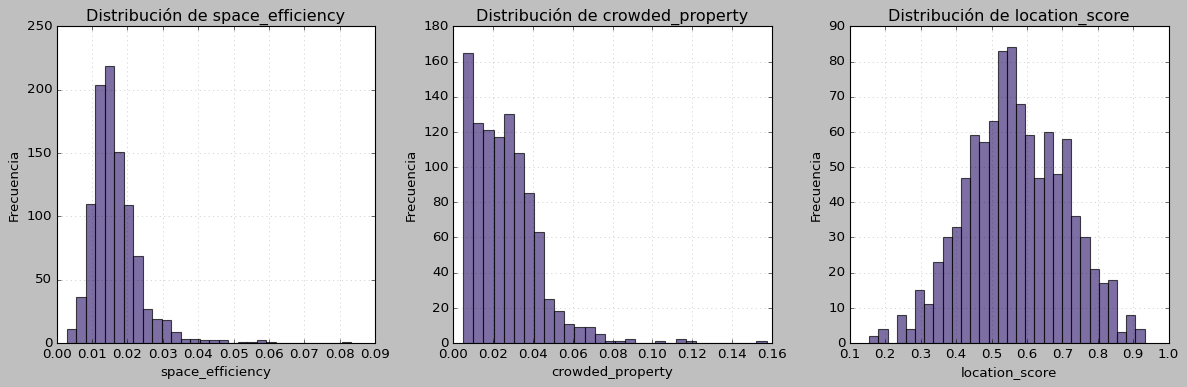 Distribución de space_efficiency
250
200
150
100
50
0
Frecuencia
0.00 0.01 0.02 0.03 0.04 0.05 0.06 0.07 0.08 0.09
space_efficiency
Distribución de crowded_property
180
160
140
120
100
80
60
40
20
0
Frecuencia
0.00 0.02 0.04 0.06 0.08 0.10 0.12 0.14 0.16
crowded_property
Distribución de location_score
90
80
70
60
50
40
30
20
10
0
Frecuencia
0.1 0.2 0.3 0.4 0.5 0.6 0.7 0.8 0.9 1.0
location_score